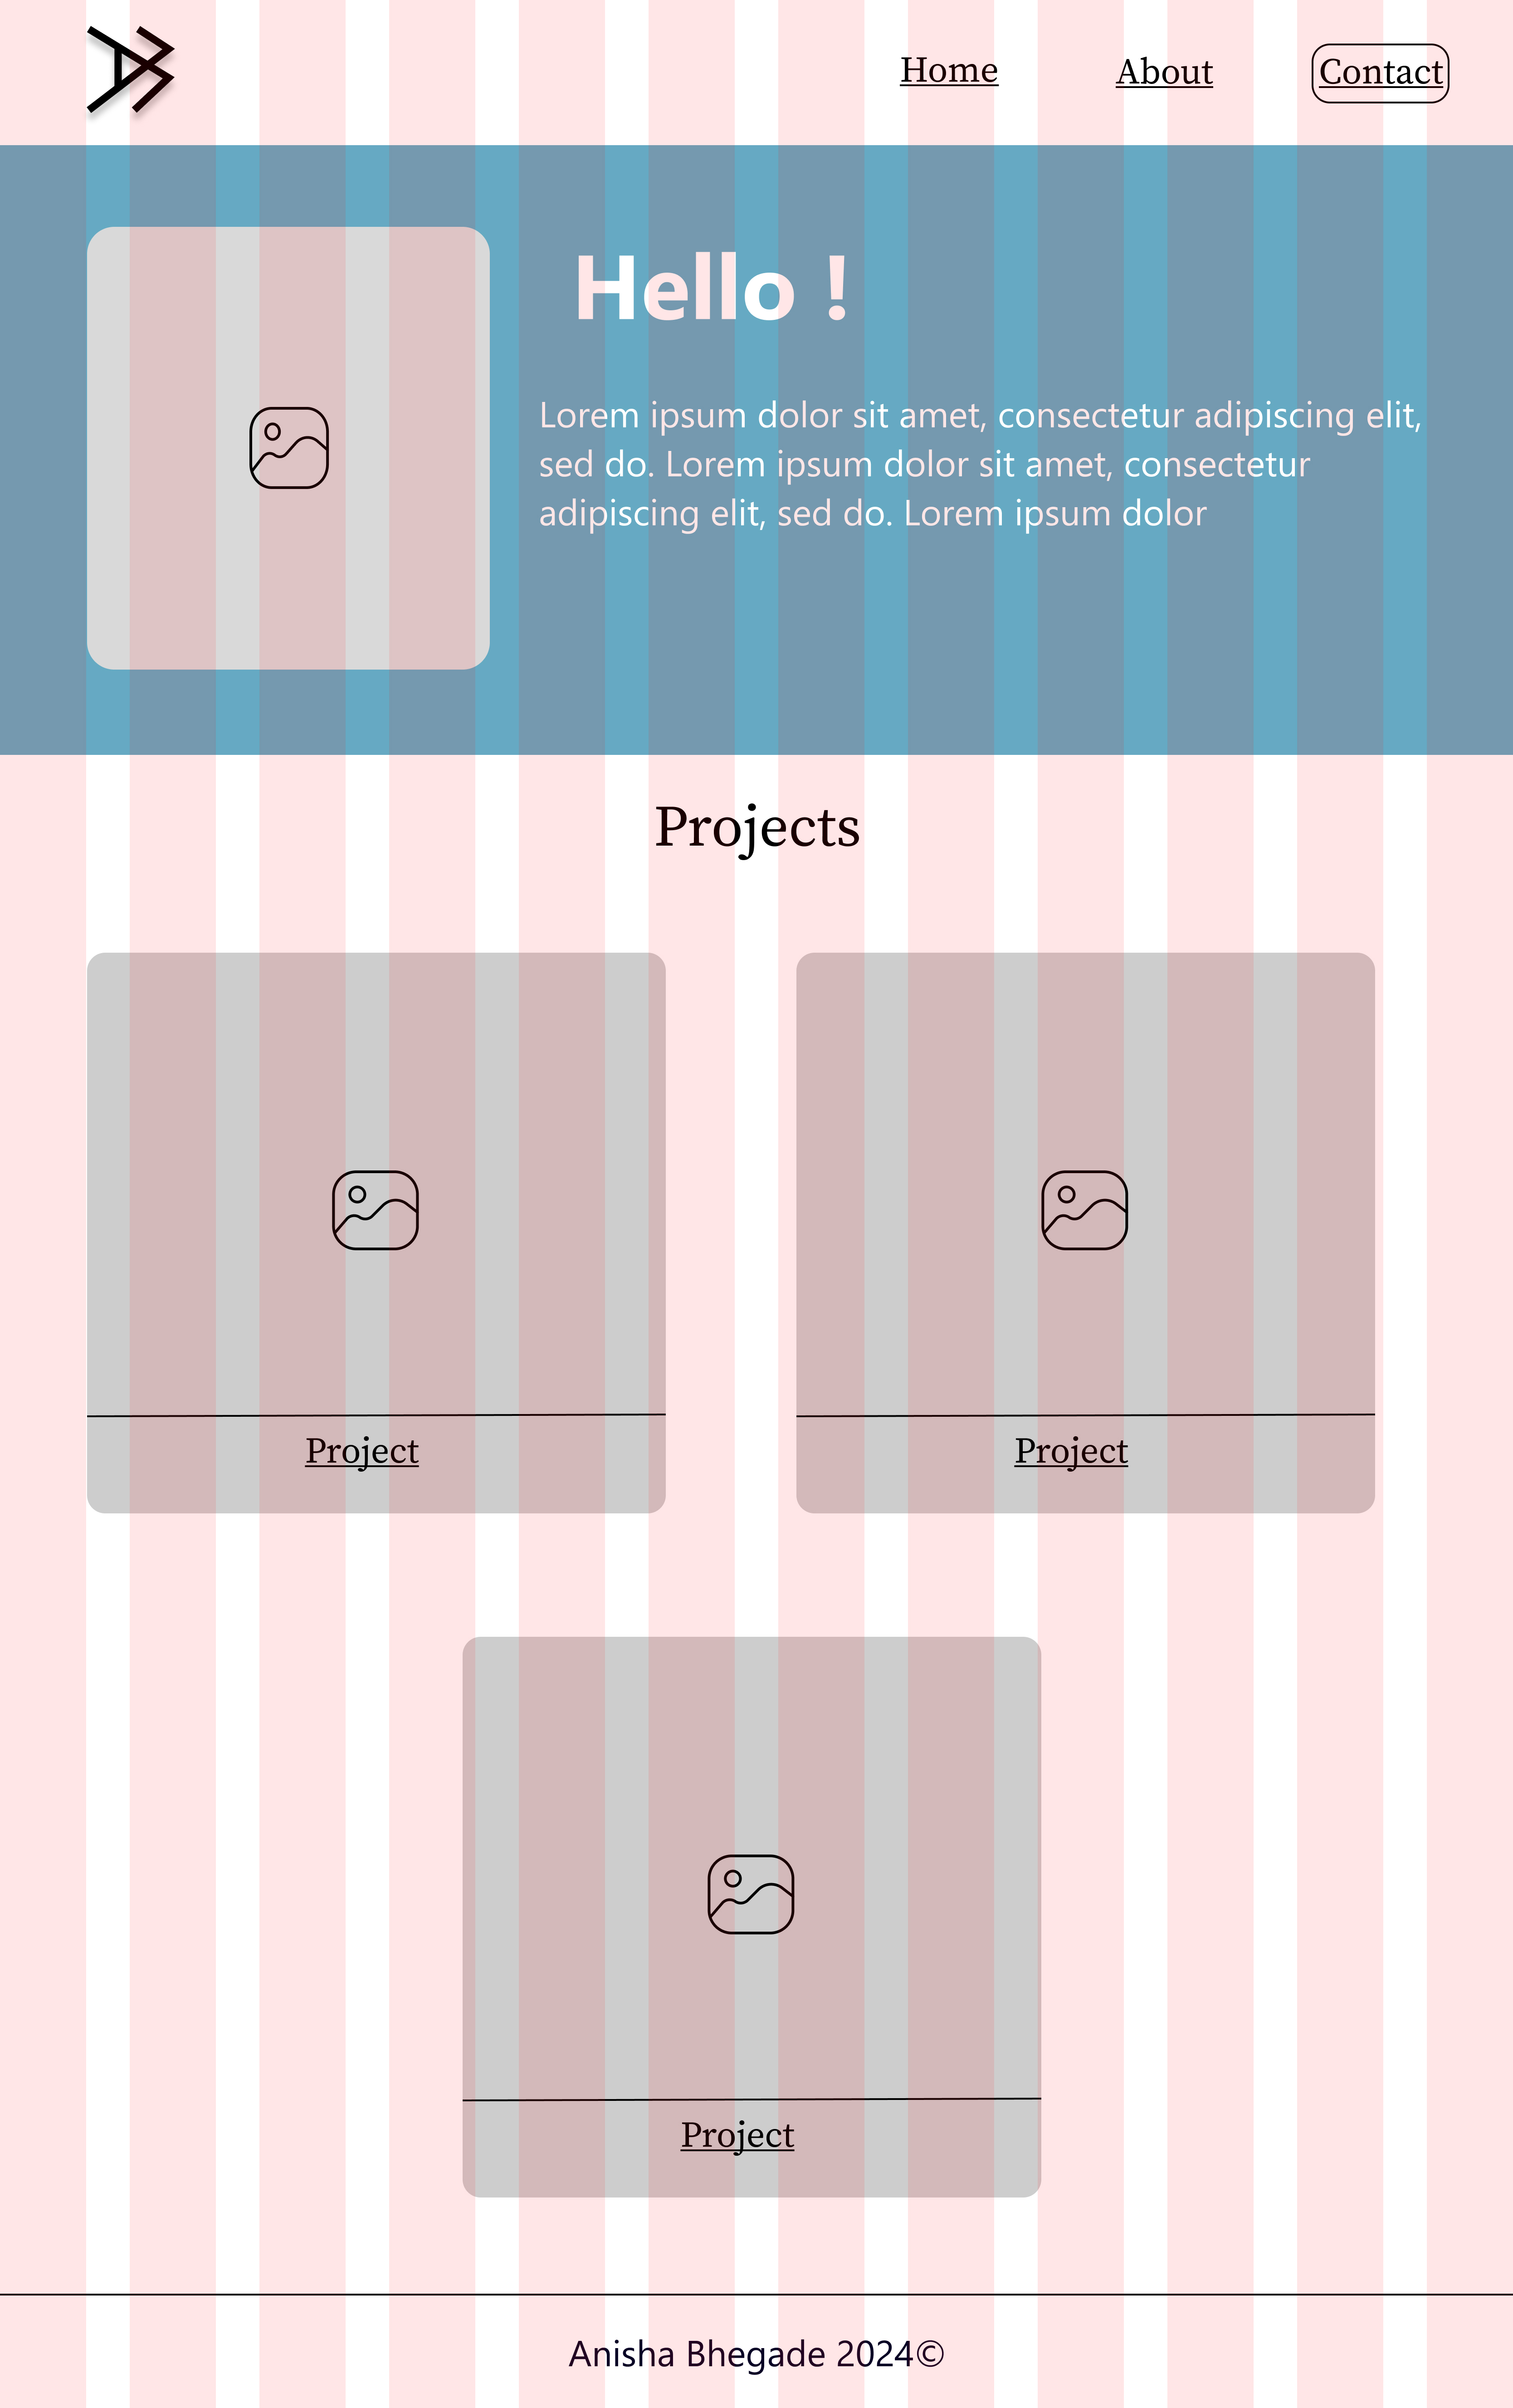 Home About Contact
Hello !
Lorem ipsum dolor sit amet, consectetur adipiscing elit,
sed do. Lorem ipsum dolor sit amet, consectetur
adipiscing elit, sed do. Lorem ipsum dolor
Projects
Project Project
Project
Anisha Bhegade 2024©